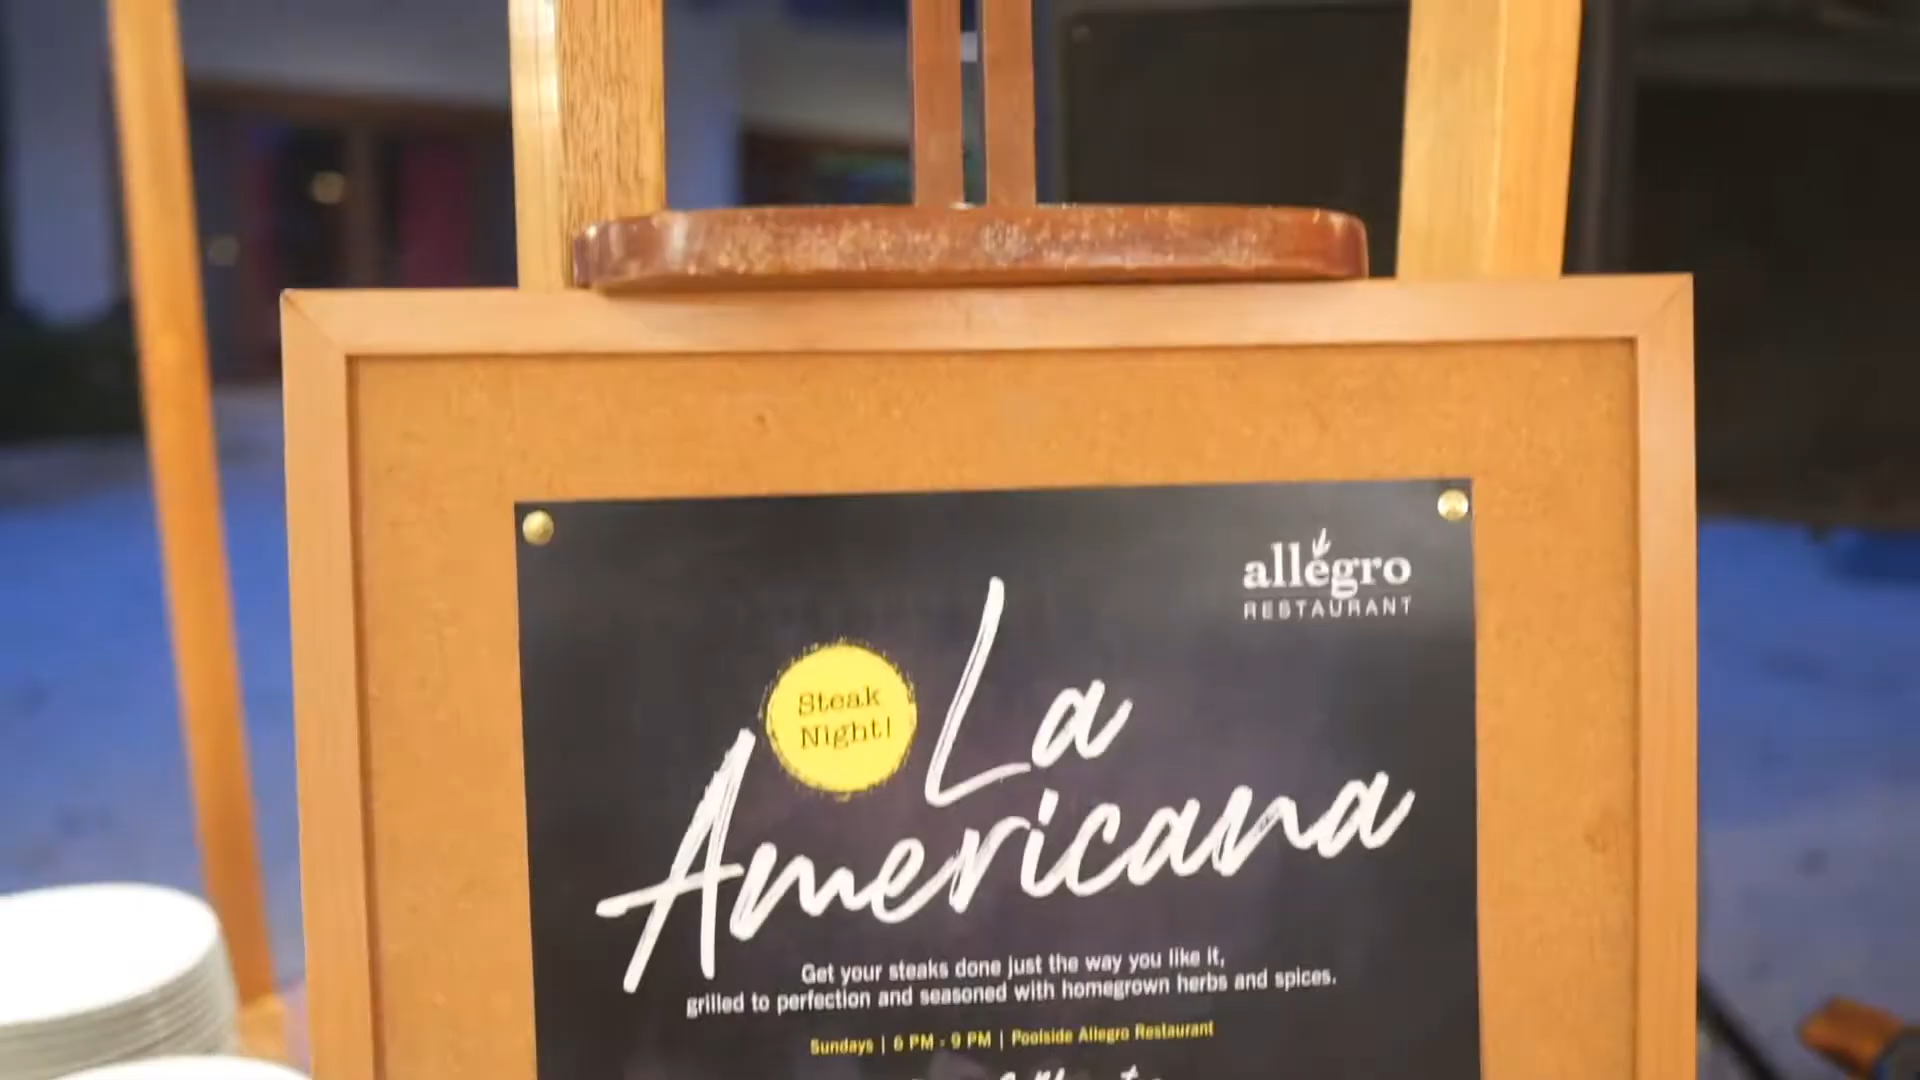 allegro
RESTAURANT
Steak
Night!
La
Americana
Get your steaks done just the way you like it,
grilled to perfection and seasoned with homegrown herbs and spices.
Sundays | 6 PM - 9 PM | Poolside Allegro Restaurant